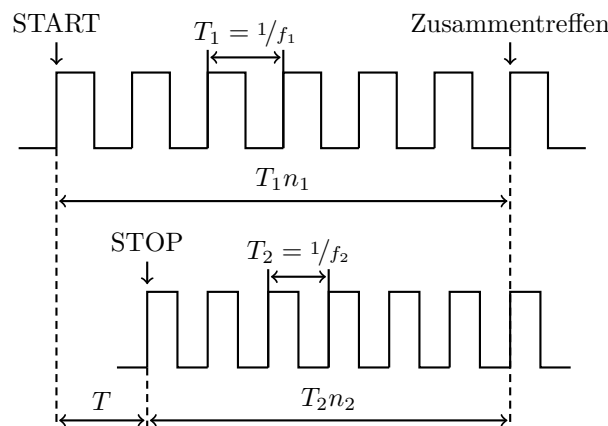 START
T₁ = 1/f₁
Zusammentreffen
T₁n₁
STOP
T₂ = 1/f₂
T
T₂n₂